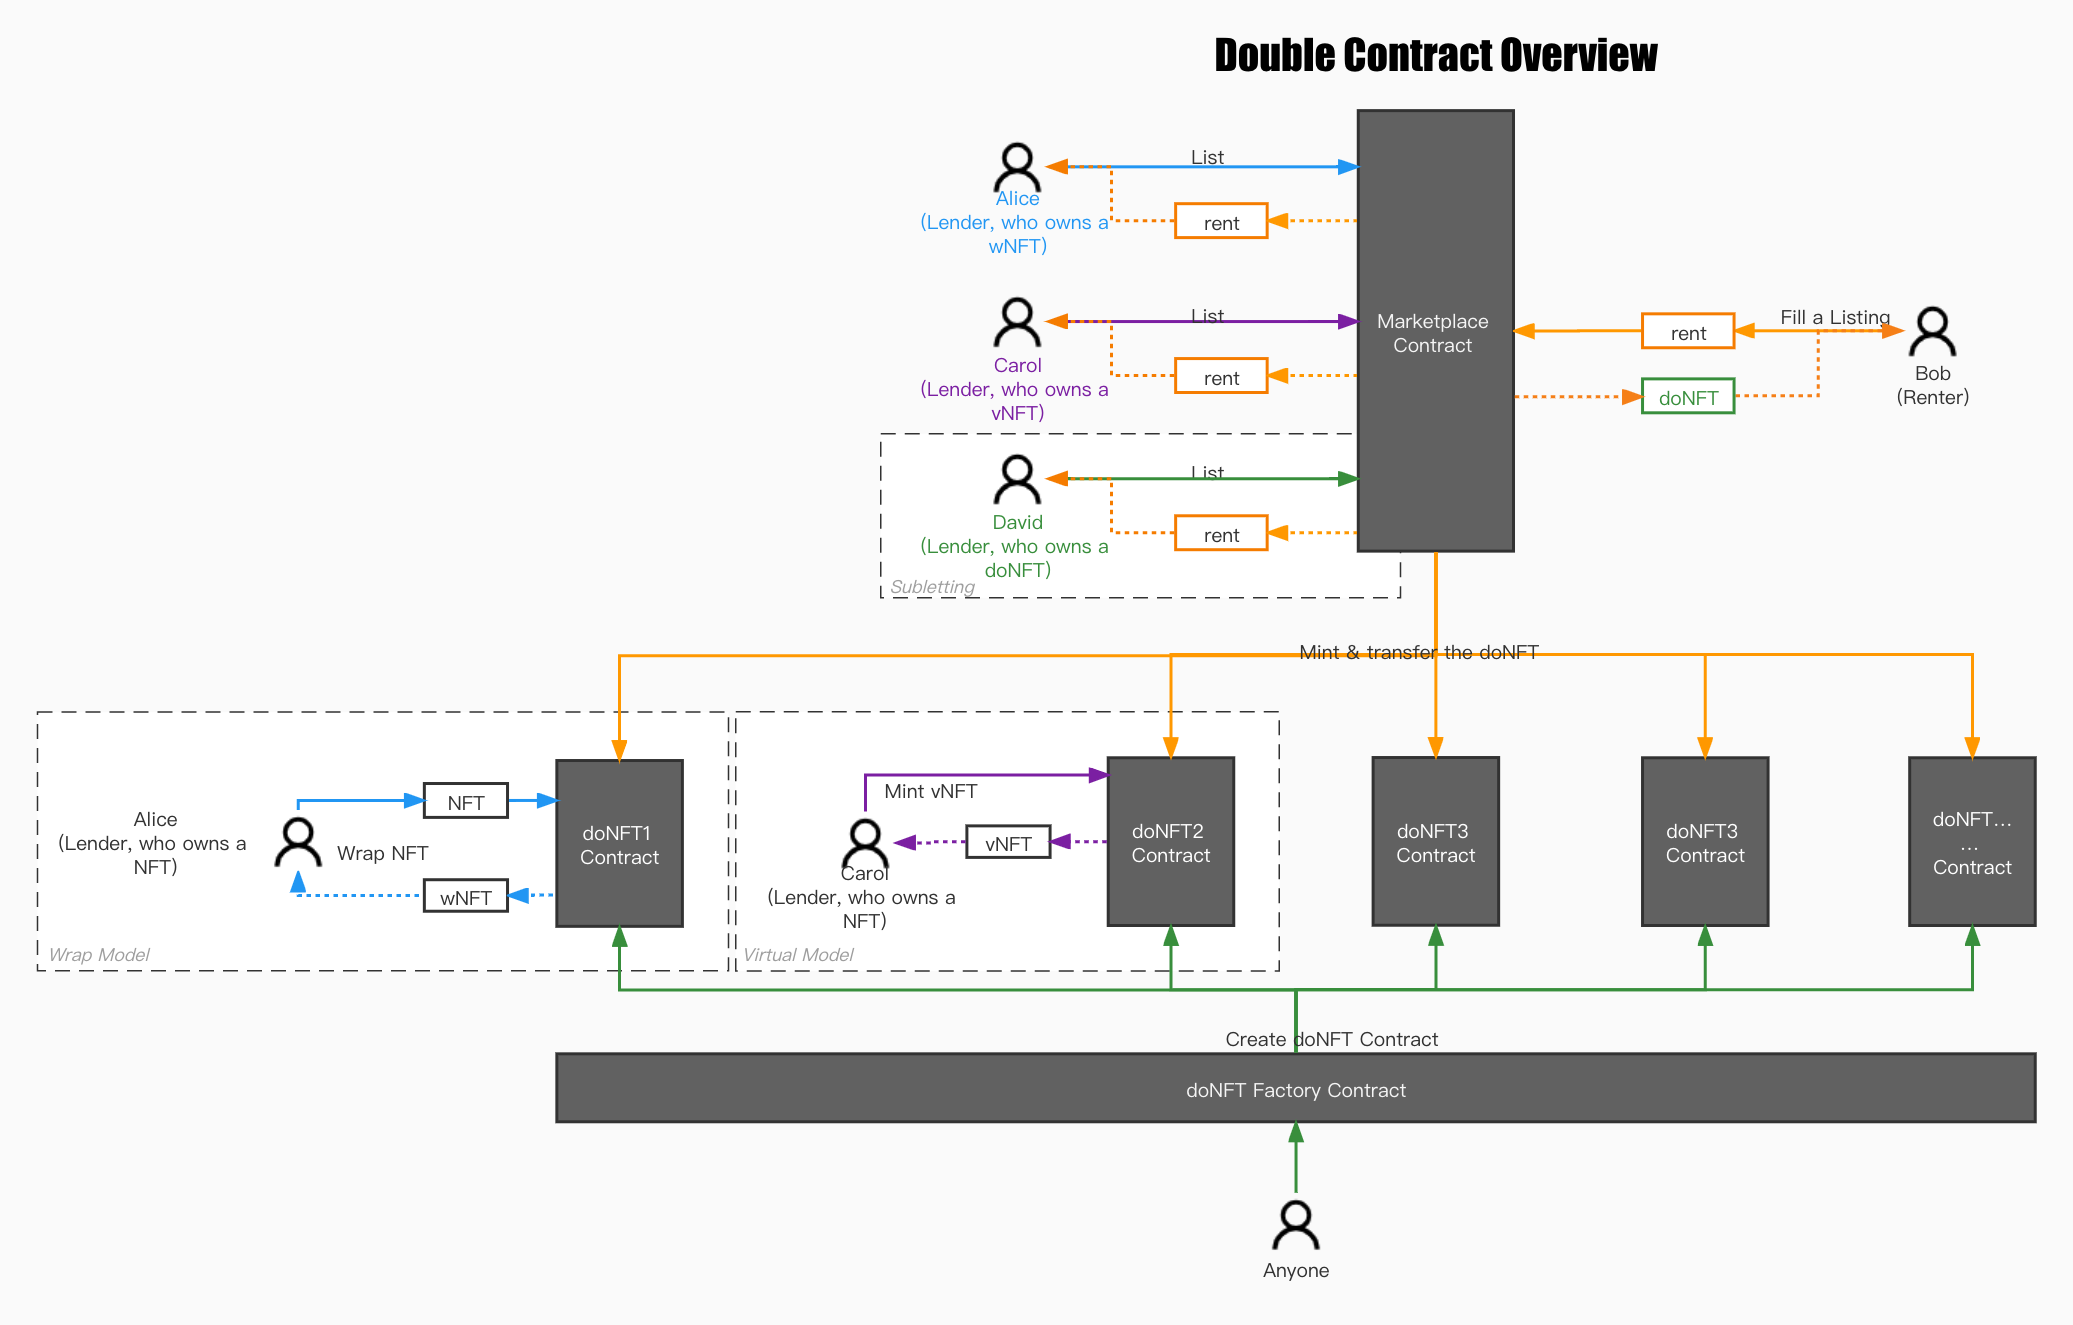 Double Contract Overview
List
Alice
(Lender, who owns a
wNFT)
rent
List
Carol
(Lender, who owns a
vNFT)
rent
Marketplace
Contract
rent
Fill a Listing
doNFT
Bob
(Renter)
List
David
(Lender, who owns a
doNFT)
rent
Subletting
Mint & transfer the doNFT
Alice
(Lender, who owns a
NFT)
NFT
Wrap NFT
wNFT
doNFT1
Contract
Wrap Model
Mint vNFT
vNFT
Carol
(Lender, who owns a
NFT)
doNFT2
Contract
Virtual Model
doNFT3
Contract
doNFT3
Contract
doNFT...
...
Contract
Create doNFT Contract
doNFT Factory Contract
Anyone